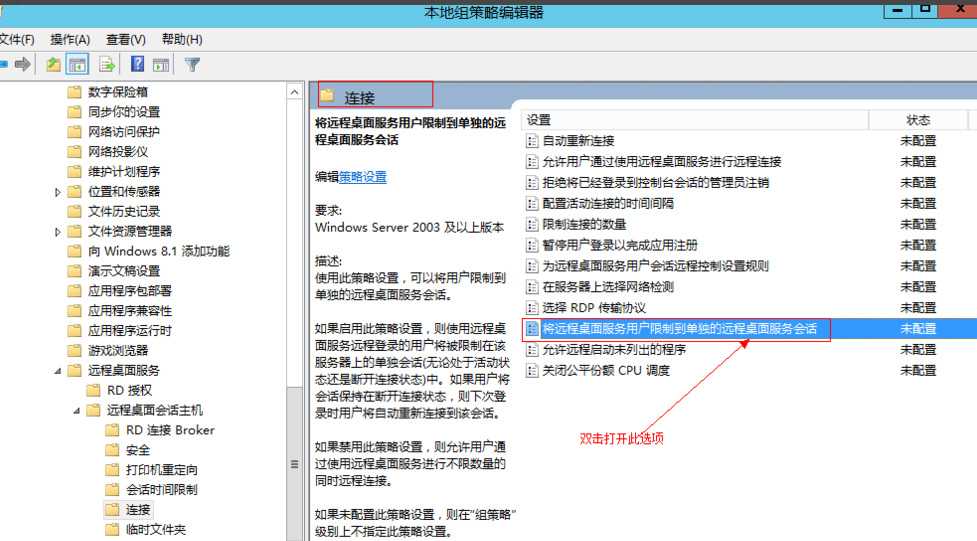 本地组策略编辑器
文件(F) 操作(A) 查看(V) 帮助(H)
数字保险箱
同步你的设置
网络访问保护
网络投影仪
维护计划程序
位置和传感器
文件历史记录
文件资源管理器
向 Windows 8.1 添加功能
演示文稿设置
应用程序包部署
应用程序兼容性
应用程序运行时
游戏浏览器
远程桌面服务
RD 授权
远程桌面会话主机
RD 连接 Broker
安全
打印机重定向
会话时间限制
连接
临时文件夹
连接
将远程桌面服务用户限制到单独的远
程桌面服务会话
编辑策略设置
要求:
Windows Server 2003 及以上版本
描述:
使用此策略设置，可以将用户限制到
单独的远程桌面服务会话。
如果启用此策略设置，则使用远程桌
面服务远程登录的用户将被限制在该
服务器上的单独会话(无论处于活动状
态还是断开连接状态)中。如果用户将
会话保持在断开连接状态，则下次登
录时用户将自动重新连接到该会话。
如果禁用此策略设置，则允许用户通
过使用远程桌面服务进行不限数量的
同时远程连接。
如果未配置此策略设置，则在“组策略”
级别上不指定此策略设置。
设置 状态
自动重新连接 未配置
允许用户通过使用远程桌面服务进行远程连接 未配置
拒绝将已经登录到控制台会话的管理员注销 未配置
配置活动连接的时间间隔 未配置
限制连接的数量 未配置
暂停用户登录以完成应用注册 未配置
为远程桌面服务用户会话远程控制设置规则 未配置
在服务器上选择网络检测 未配置
选择 RDP 传输协议 未配置
将远程桌面服务用户限制到单独的远程桌面服务会话 未配置
允许远程启动未列出的程序 未配置
关闭公平份额 CPU 调度 未配置
双击打开此选项